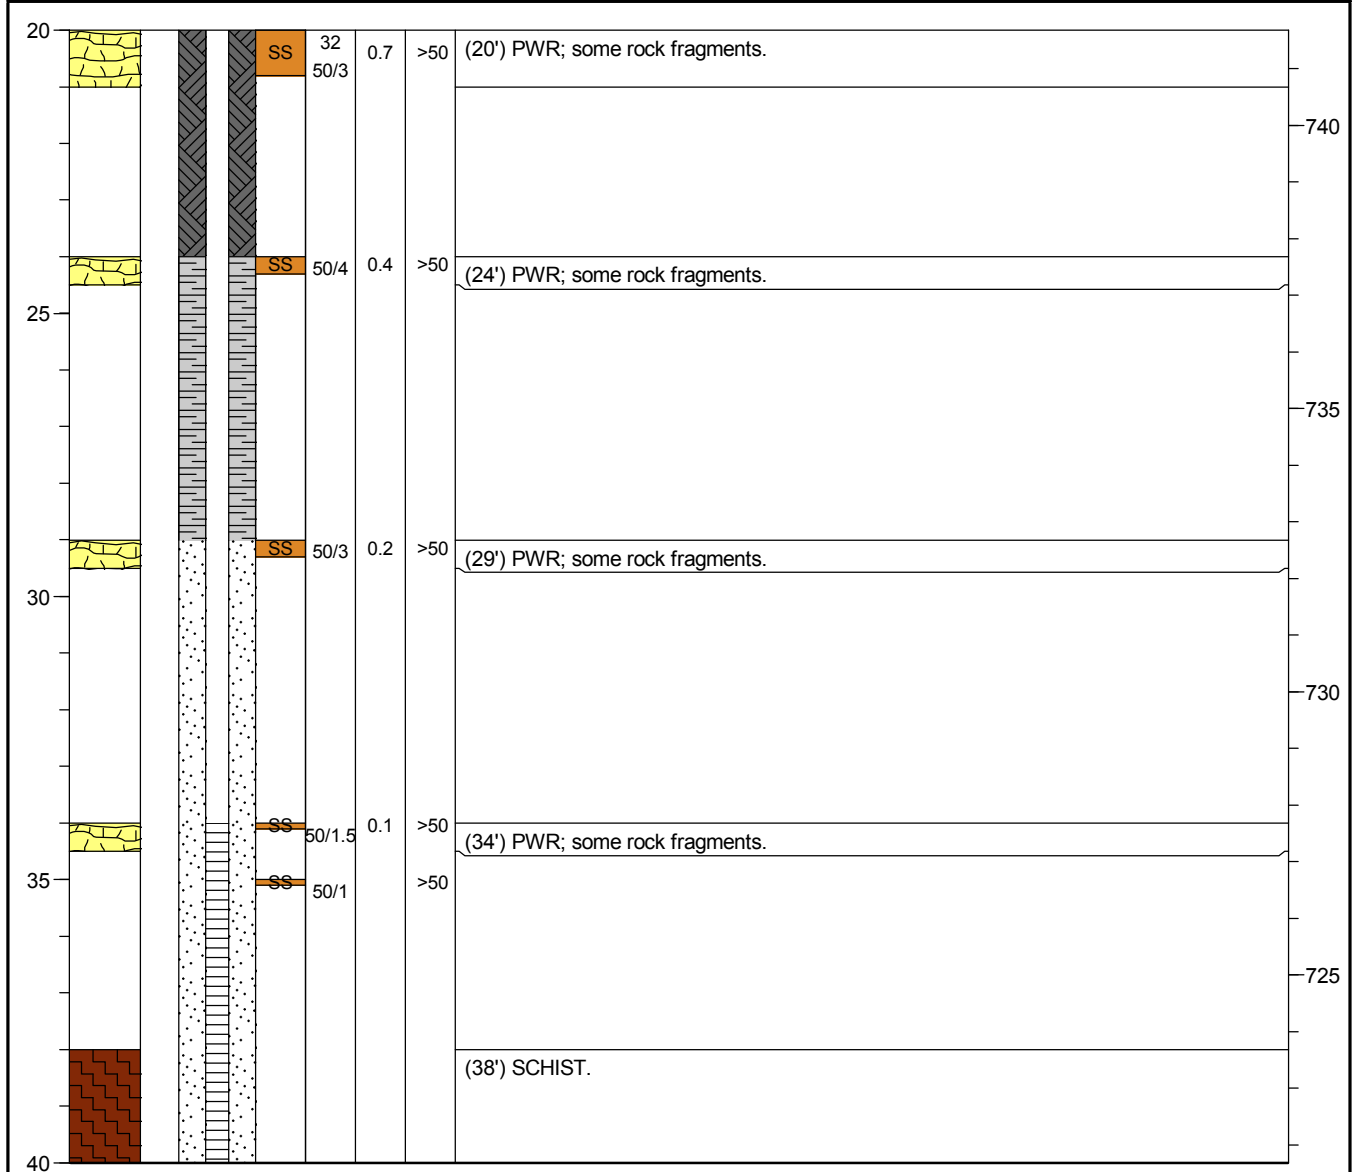 20
SS
32
50/3
0.7
>50
(20') PWR; some rock fragments.
740
SS
50/4
0.4
>50
(24') PWR; some rock fragments.
25
735
SS
50/3
0.2
>50
(29') PWR; some rock fragments.
30
730
SS
50/1.5
0.1
>50
(34') PWR; some rock fragments.
35
SS
50/1
>50
725
(38') SCHIST.
40